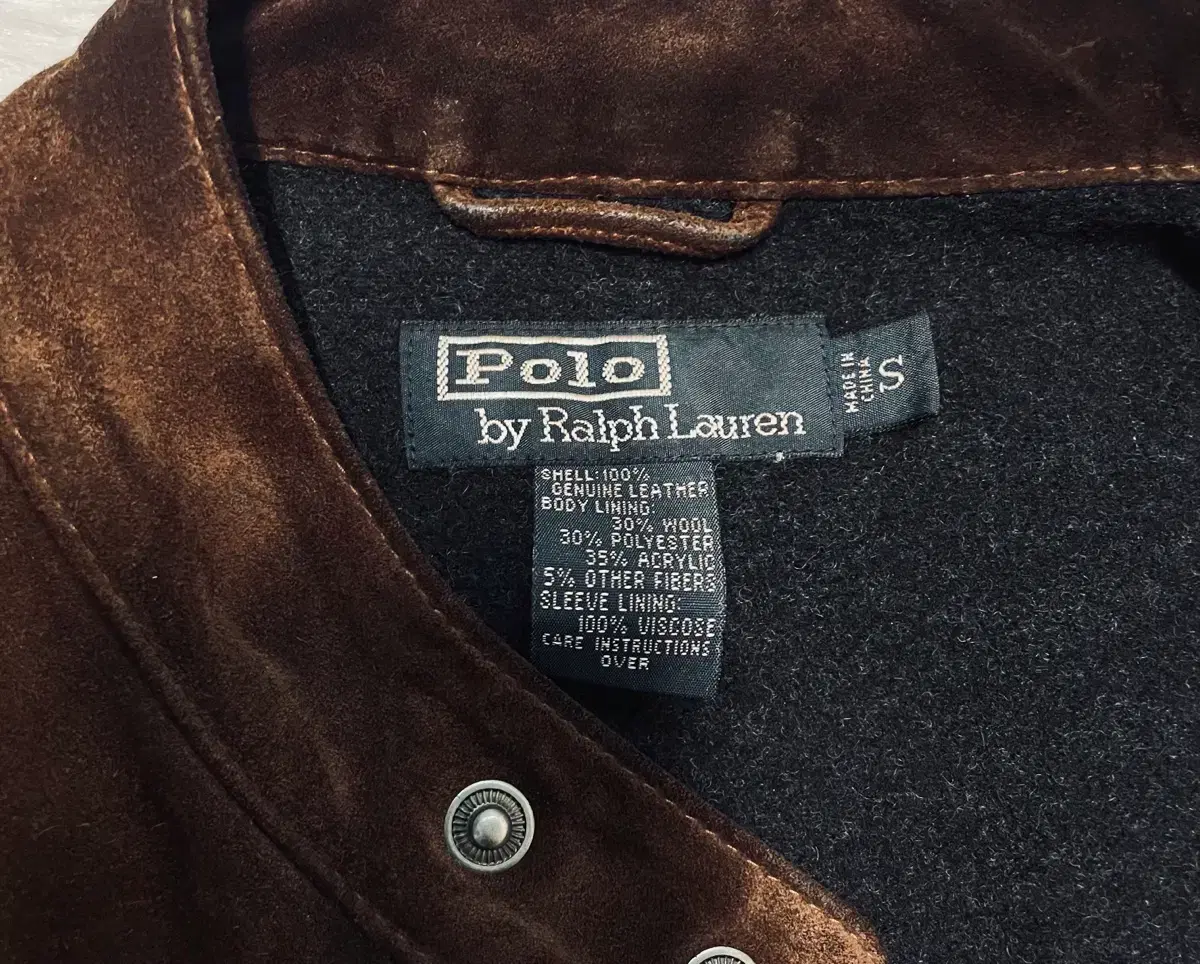 Polo
by Ralph Lauren
MADE IN
CHINA
S
SHELL:100%
GENUINE LEATHER
BODY LINING:
30% WOOL
30% POLYESTER
35% ACRYLIC
5% OTHER FIBERS
SLEEVE LINING:
100% VISCOSE
CARE INSTRUCTIONS
OVER